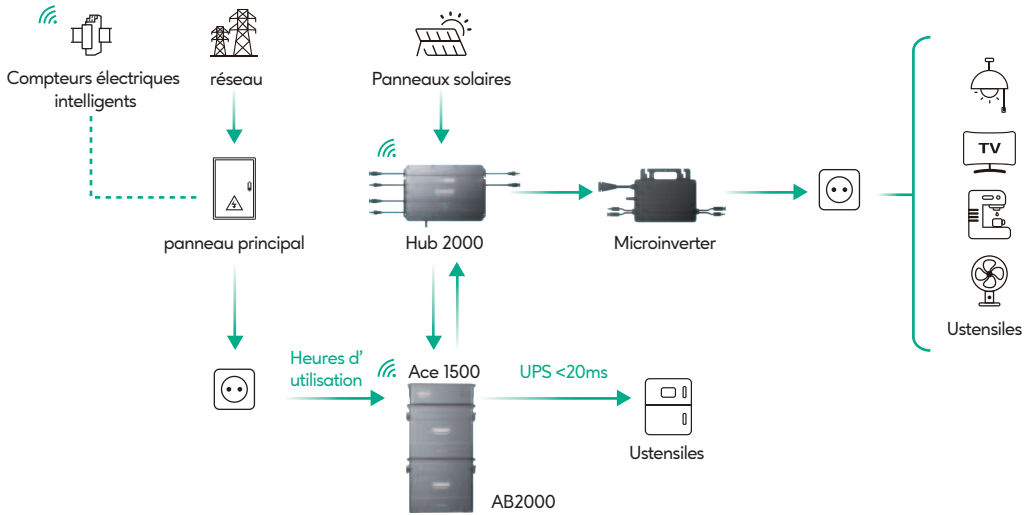 Compteurs électriques
intelligents
réseau
Panneaux solaires
TV
panneau principal
Hub 2000
Microinverter
Ustensiles
Heures d'
utilisation
Ace 1500
UPS <20ms
Ustensiles
AB2000